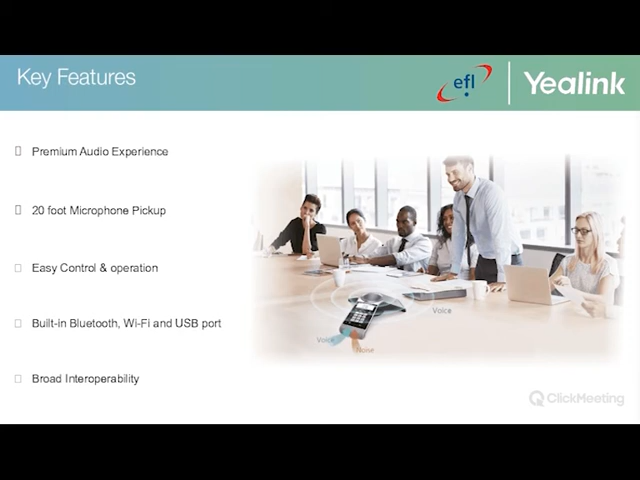 Key Features
efl
Yealink
Premium Audio Experience
20 foot Microphone Pickup
Easy Control & operation
Built-in Bluetooth, Wi-Fi and USB port
Broad Interoperability
Voice
Voice
Noise
ClickMeeting